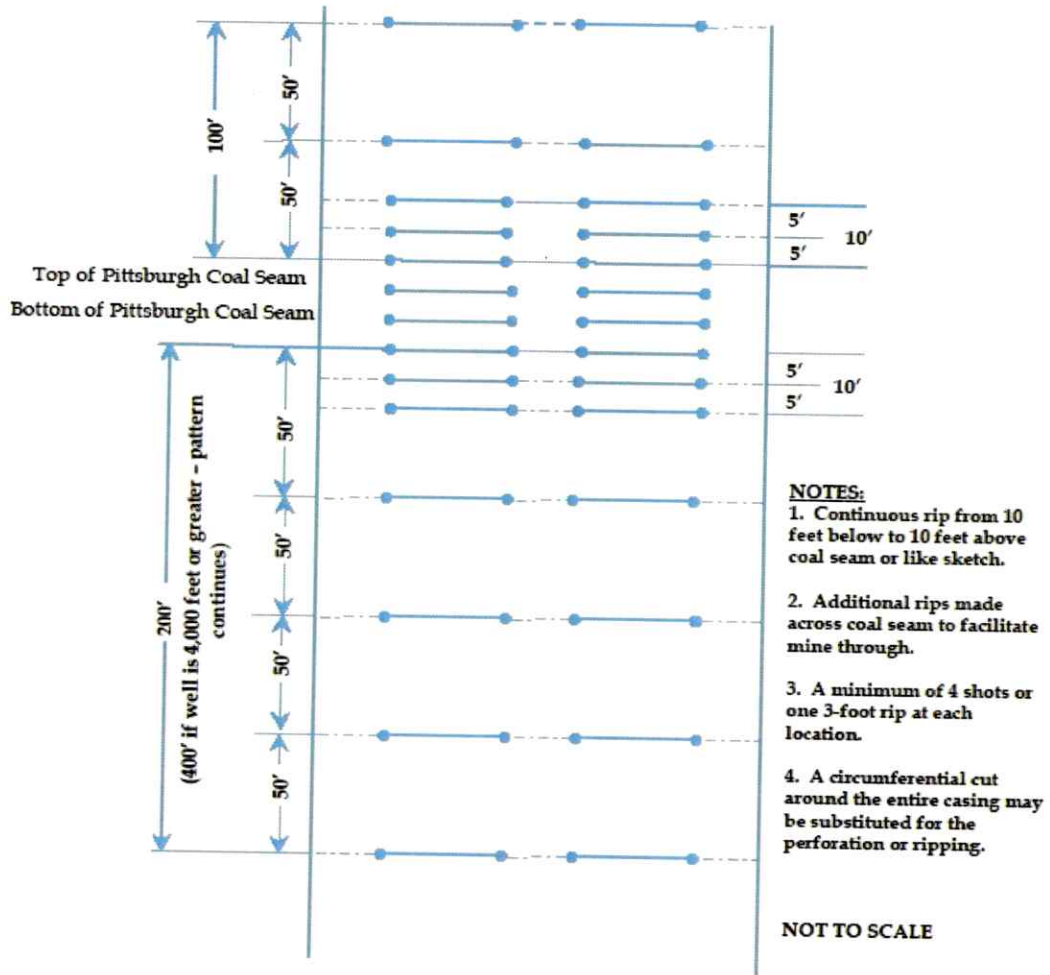 100'
50'
50'
5'
10'
5'
Top of Pittsburgh Coal Seam
Bottom of Pittsburgh Coal Seam
5'
10'
5'
200'
(400' if well is 4,000 feet or greater – pattern
continues)
50'
50'
50'
50'
NOTES:
1. Continuous rip from 10
feet below to 10 feet above
coal seam or like sketch.
2. Additional rips made
across coal seam to facilitate
mine through.
3. A minimum of 4 shots or
one 3-foot rip at each
location.
4. A circumferential cut
around the entire casing may
be substituted for the
perforation or ripping.
NOT TO SCALE